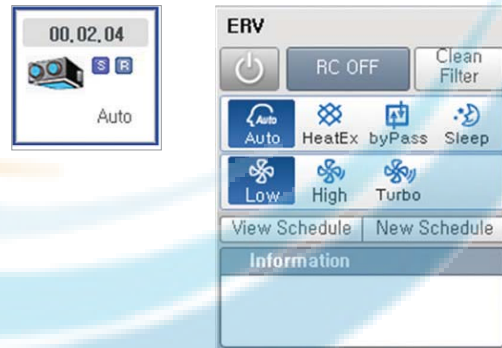 00,02,04
S R
Auto
ERV
RC OFF
Clean
Filter
Auto
Auto HeatEx byPass Sleep
Low High Turbo
View Schedule New Schedule
Information